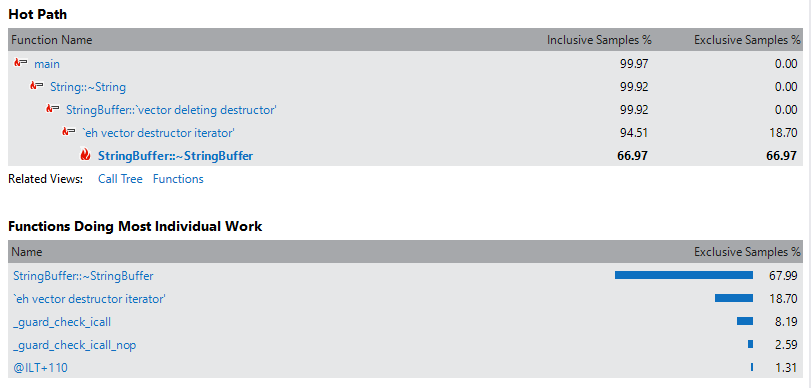 Hot Path
Function Name Inclusive Samples % Exclusive Samples %
main 99.97 0.00
String::~String 99.92 0.00
StringBuffer::`vector deleting destructor' 99.92 0.00
`eh vector destructor iterator' 94.51 18.70
StringBuffer::~StringBuffer 66.97 66.97
Related Views: Call Tree Functions
Functions Doing Most Individual Work
Name Exclusive Samples %
StringBuffer::~StringBuffer 67.99
`eh vector destructor iterator' 18.70
_guard_check_icall 8.19
_guard_check_icall_nop 2.59
@ILT+110 1.31